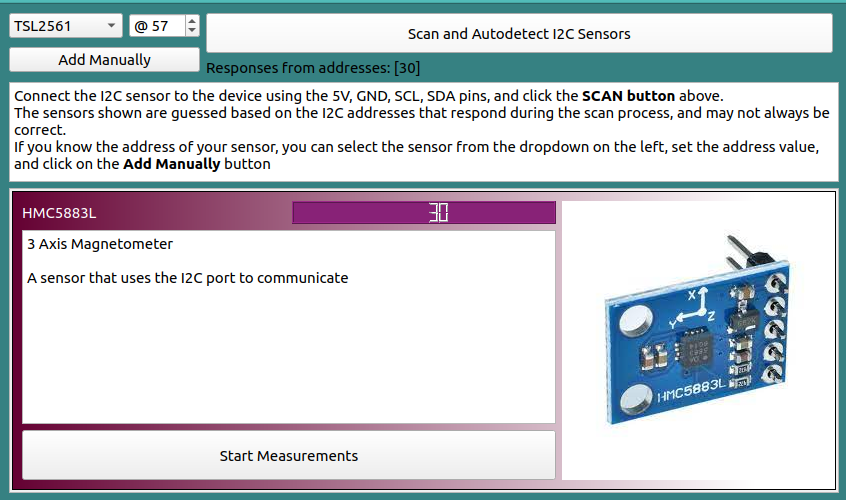 TSL2561
@ 57
Scan and Autodetect I2C Sensors
Add Manually
Responses from addresses: [30]
Connect the I2C sensor to the device using the 5V, GND, SCL, SDA pins, and click the SCAN button above.
The sensors shown are guessed based on the I2C addresses that respond during the scan process, and may not always be
correct.
If you know the address of your sensor, you can select the sensor from the dropdown on the left, set the address value,
and click on the Add Manually button
HMC5883L
30
3 Axis Magnetometer
A sensor that uses the I2C port to communicate
X
Y
Z
HMC5883L
Start Measurements